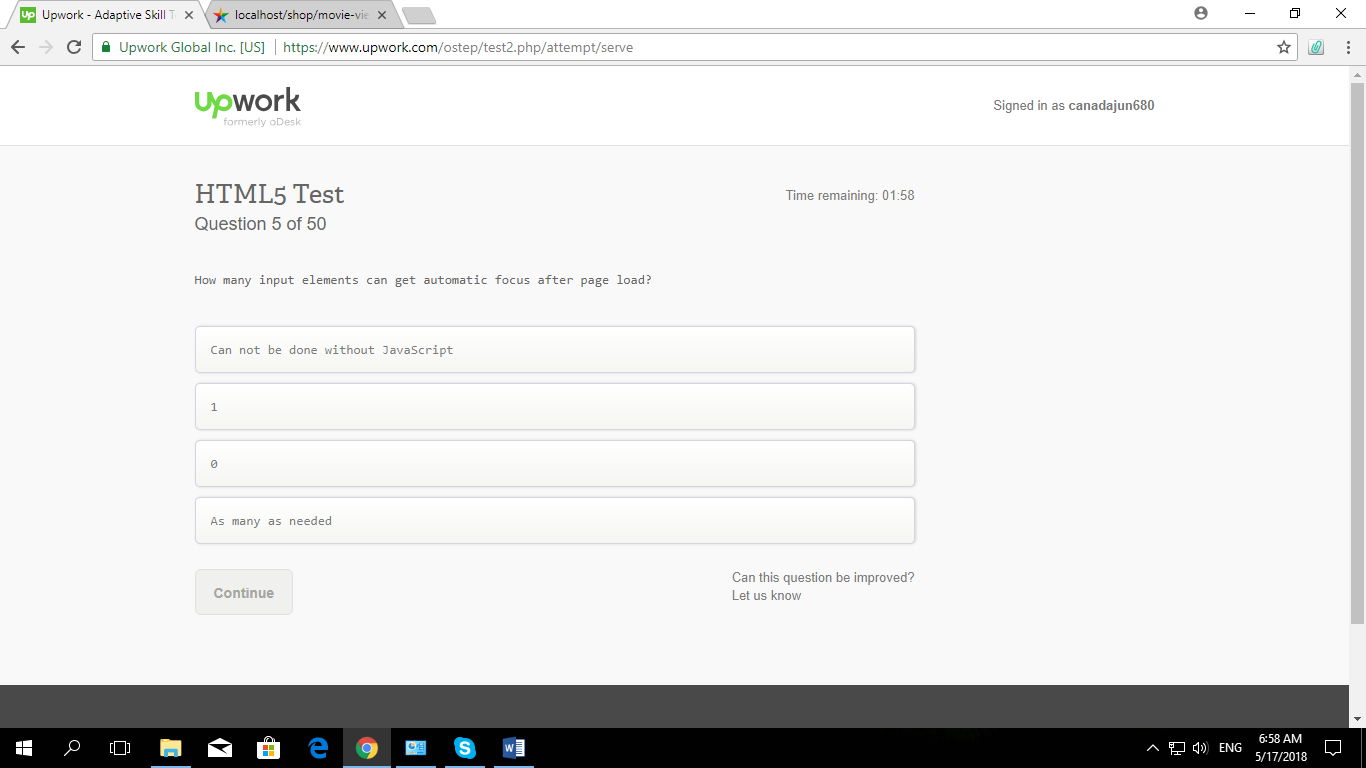 Upwork - Adaptive Skill T
localhost/shop/movie-vie
Upwork Global Inc. [US]
https://www.upwork.com/ostep/test2.php/attempt/serve
upwork
formerly oDesk
Signed in as canadajun680
HTML5 Test
Time remaining: 01:58
Question 5 of 50
How many input elements can get automatic focus after page load?
Can not be done without JavaScript
1
0
As many as needed
Continue
Can this question be improved?
Let us know
ENG
6:58 AM
5/17/2018